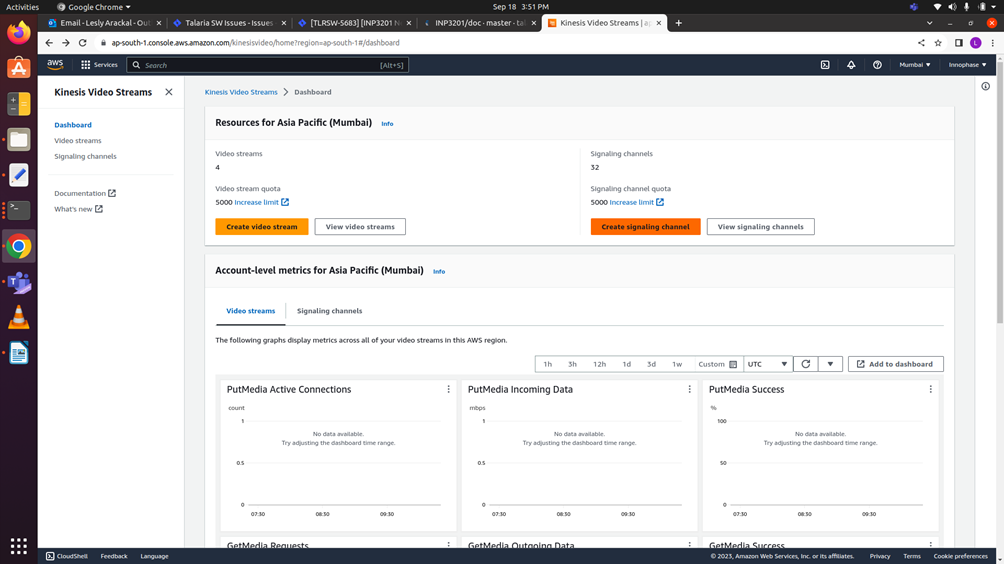 Activities
Google Chrome
Sep 18 3:51 PM
Email - Lesly Arackal - Out
Talaria SW Issues - Issues
[TLRSW-5683] [INP3201 N
INP3201/doc · master · ta
Kinesis Video Streams | ap
ap-south-1.console.aws.amazon.com/kinesisvideo/home?region=ap-south-1#/dashboard
aws
Services
Search
[Alt+S]
Mumbai
Innophase
L
Kinesis Video Streams
Dashboard
Video streams
Signaling channels
Documentation
What's new
Kinesis Video Streams
Dashboard
Resources for Asia Pacific (Mumbai) Info
Video streams
4
Video stream quota
5000 Increase limit
Create video stream
View video streams
Signaling channels
32
Signaling channel quota
5000 Increase limit
Create signaling channel
View signaling channels
Account-level metrics for Asia Pacific (Mumbai) Info
Video streams
Signaling channels
The following graphs display metrics across all of your video streams in this AWS region.
1h 3h 12h 1d 3d 1w Custom UTC
Add to dashboard
PutMedia Active Connections
count
1
No data available.
Try adjusting the dashboard time range.
0.5
0
07:30 08:30 09:30
PutMedia Incoming Data
mbps
1
No data available.
Try adjusting the dashboard time range.
0.5
0
07:30 08:30 09:30
PutMedia Success
%
100
No data available.
Try adjusting the dashboard time range.
50
0
07:30 08:30 09:30
GetMedia Requests
GetMedia Outgoing Data
GetMedia Success
CloudShell
Feedback
Language
© 2023, Amazon Web Services, Inc. or its affiliates.
Privacy
Terms
Cookie preferences